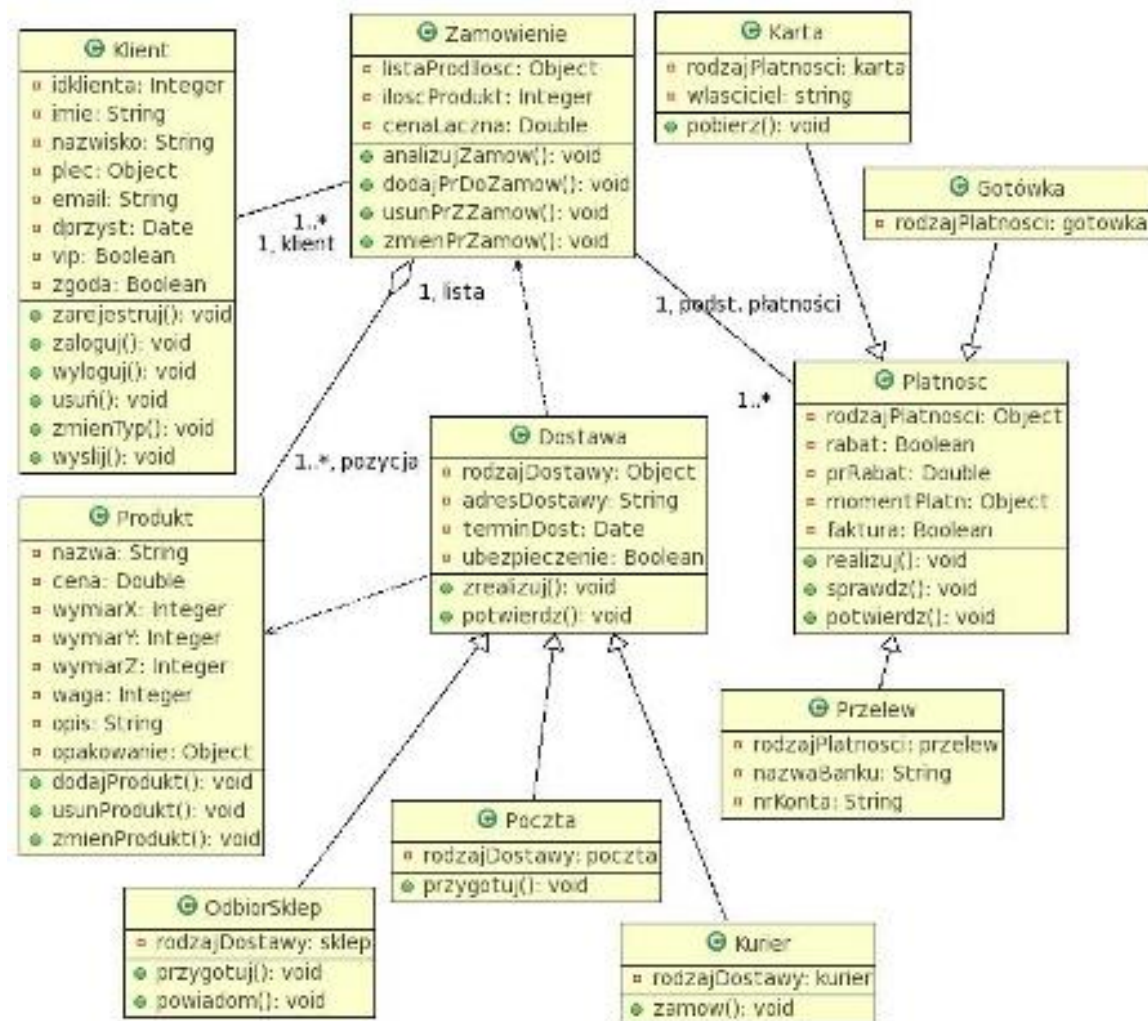 Klient
idklienta: Integer
imie: String
nazwisko: String
plec: Object
email: String
dprzyst: Date
vip: Boolean
zgoda: Boolean
zarejestruj(): void
zaloguj(): void
wyloguj(): void
usuń(): void
zmienTyp(): void
wyslij(): void
Zamowienie
listaProdIlosc: Object
iloscProdukt: Integer
cenaLaczna: Double
analizujZamow(): void
dodajPrDoZamow(): void
usunPrZZamow(): void
zmienPrZamow(): void
Karta
rodzajPlatnosci: karta
wlasciciel: string
pobierz(): void
Gotówka
rodzajPlatnosci: gotowka
1..*
1, klient
1, lista
1, podst. płatności
1..*
1..*, pozycja
Platnosc
rodzajPlatnosci: Object
rabat: Boolean
prRabat: Double
momentPlatn: Object
faktura: Boolean
realizuj(): void
sprawdz(): void
potwierdz(): void
Dostawa
rodzajDostawy: Object
adresDostawy: String
terminDost: Date
ubezpieczenie: Boolean
zrealizuj(): void
potwierdz(): void
Produkt
nazwa: String
cena: Double
wymiarX: Integer
wymiarY: Integer
wymiarZ: Integer
waga: Integer
opis: String
opakowanie: Object
dodajProdukt(): void
usunProdukt(): void
zmienProdukt(): void
Przelew
rodzajPlatnosci: przelew
nazwaBanku: String
nrKonta: String
Poczta
rodzajDostawy: poczta
przygotuj(): void
OdbiorSklep
rodzajDostawy: sklep
przygotuj(): void
powiadom(): void
Kurier
rodzajDostawy: kurier
zamow(): void